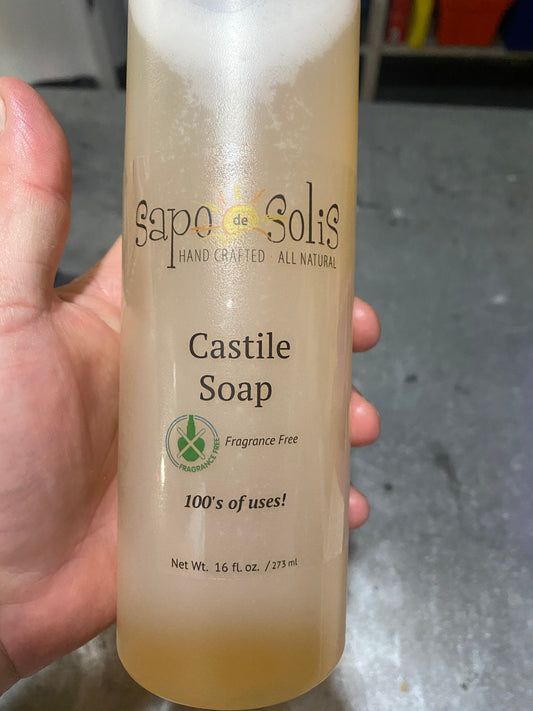 sapo de Solis
HAND CRAFTED · ALL NATURAL
Castile
Soap
FRAGRANCE FREE
Fragrance Free
100's of uses!
Net Wt. 16 fl. oz. / 273 ml